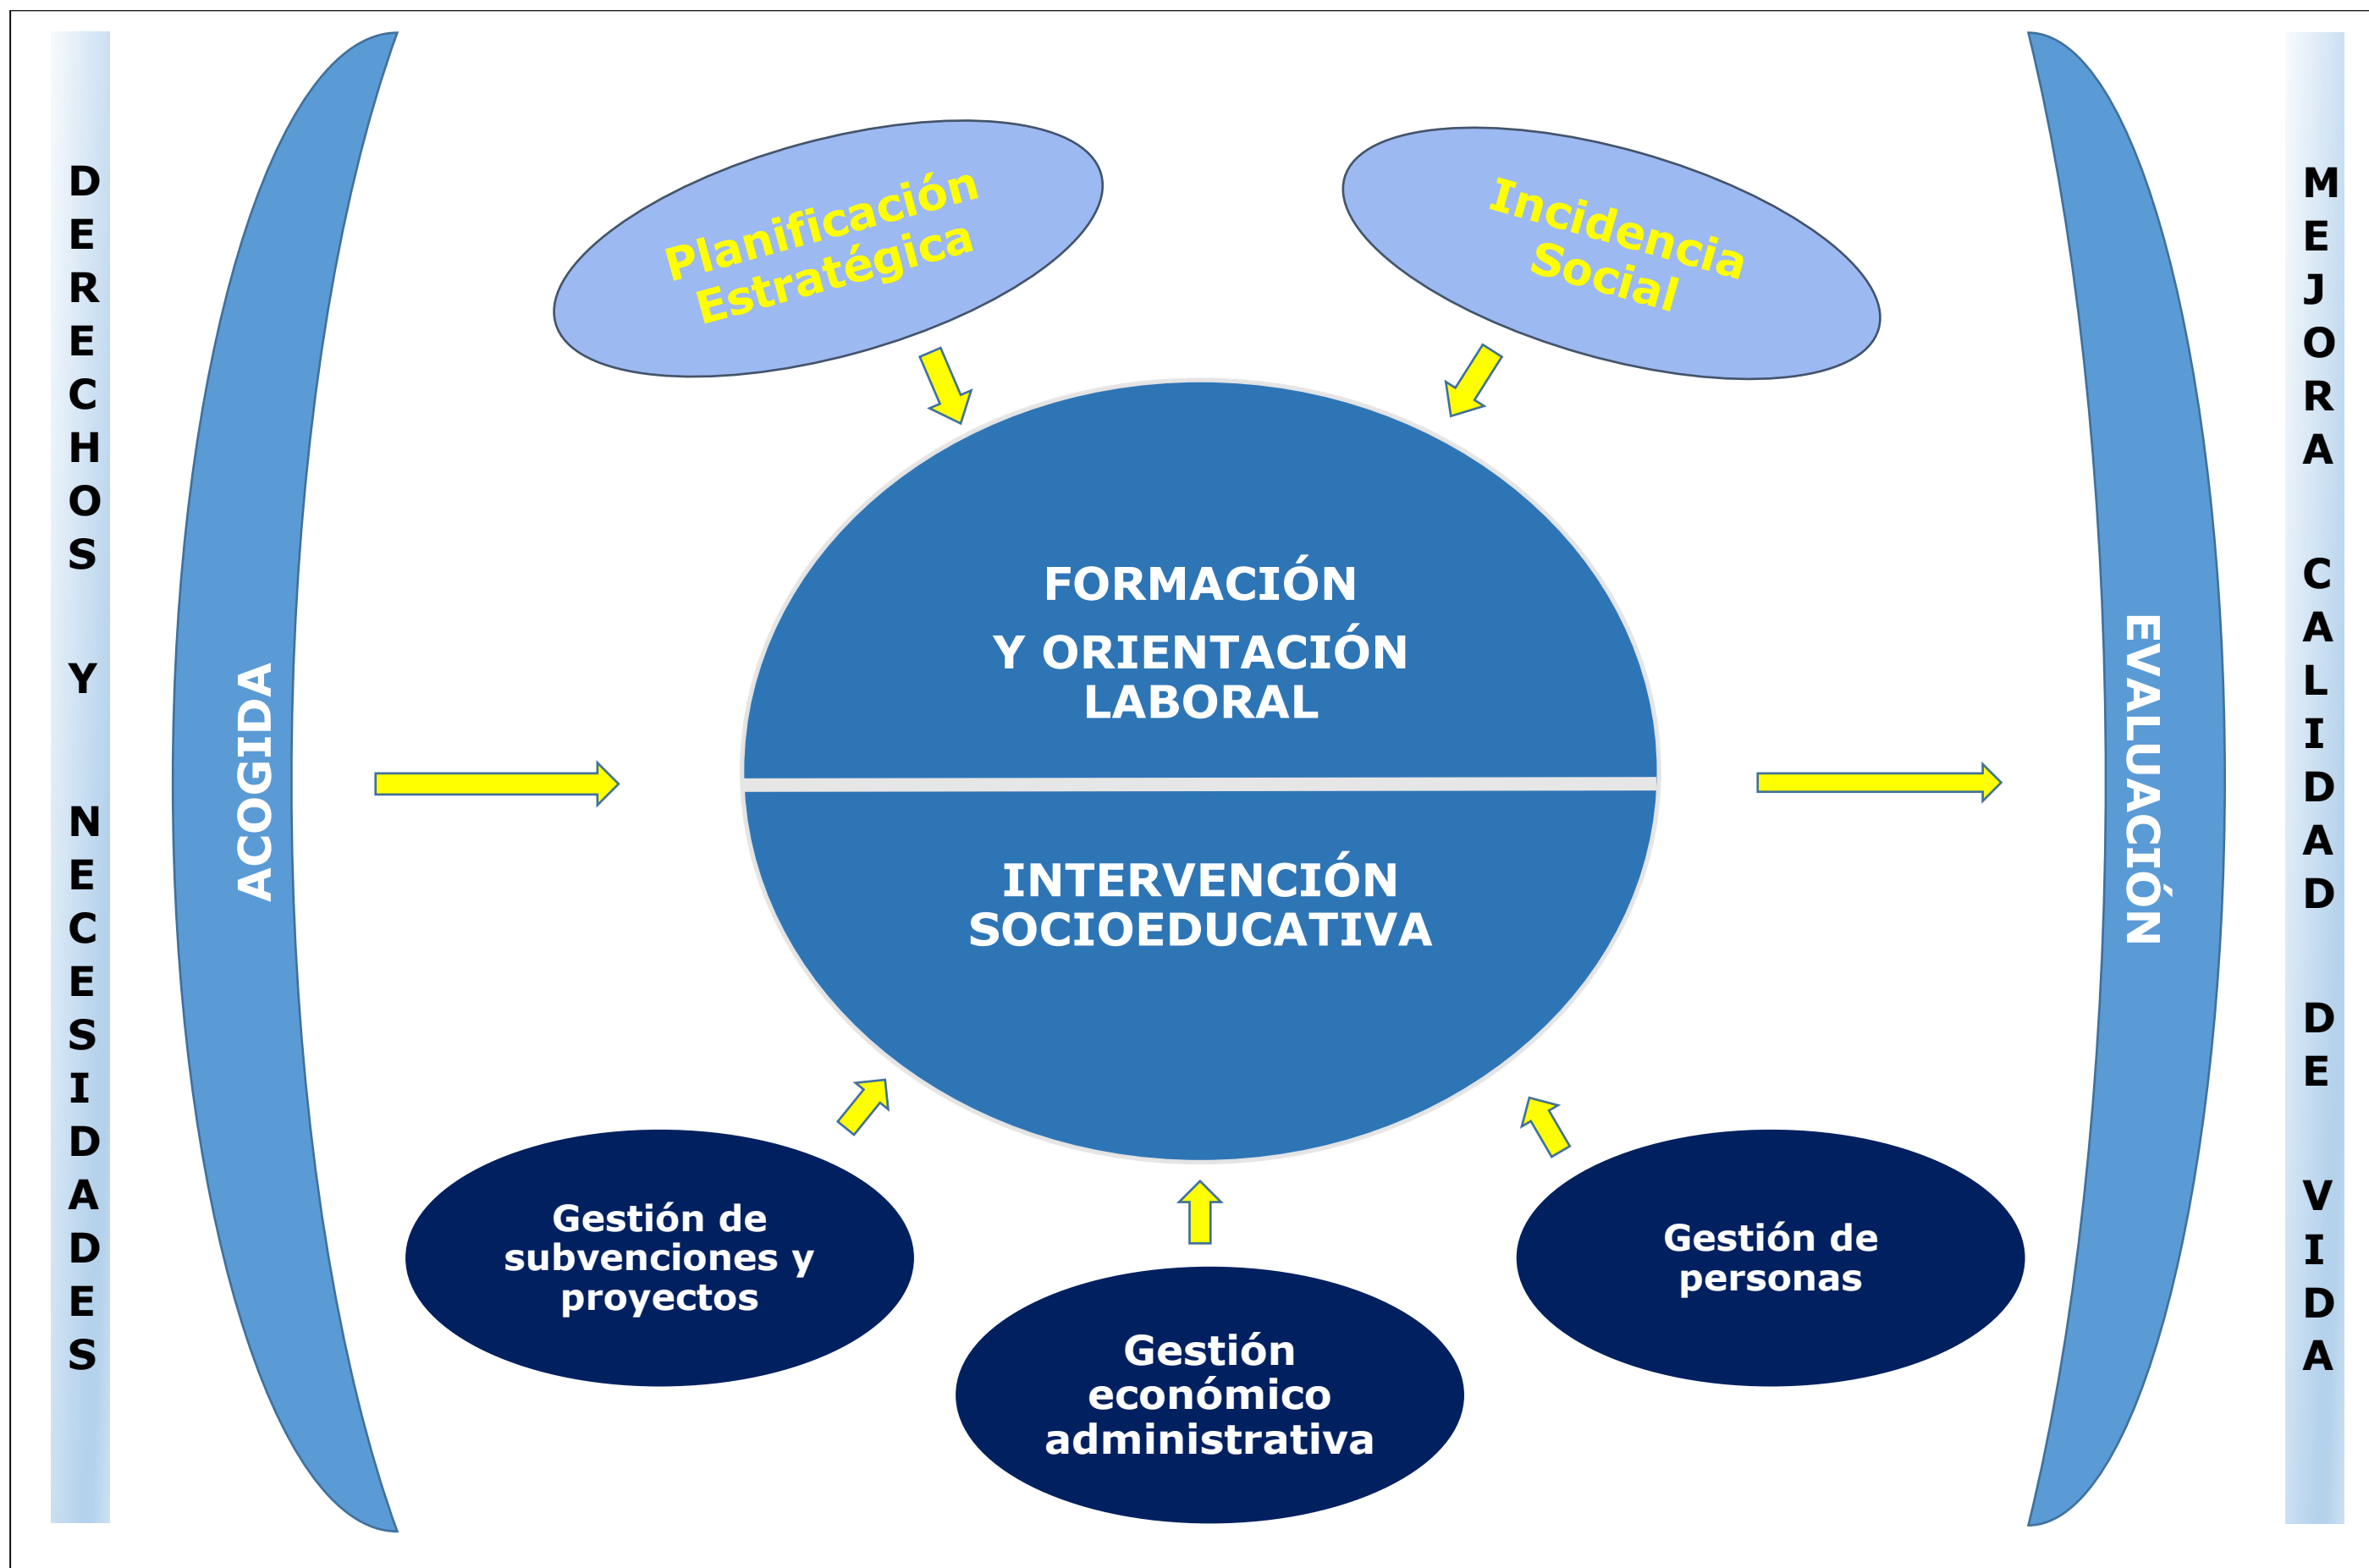 DERECHOS Y NECESIDADES
ACOGIDA
Planificación
Estratégica
Incidencia
Social
FORMACIÓN
Y ORIENTACIÓN
LABORAL
INTERVENCIÓN
SOCIOEDUCATIVA
Gestión de
subvenciones y
proyectos
Gestión
económico
administrativa
Gestión de
personas
EVALUACIÓN
MEJORA CALIDAD DE VIDA